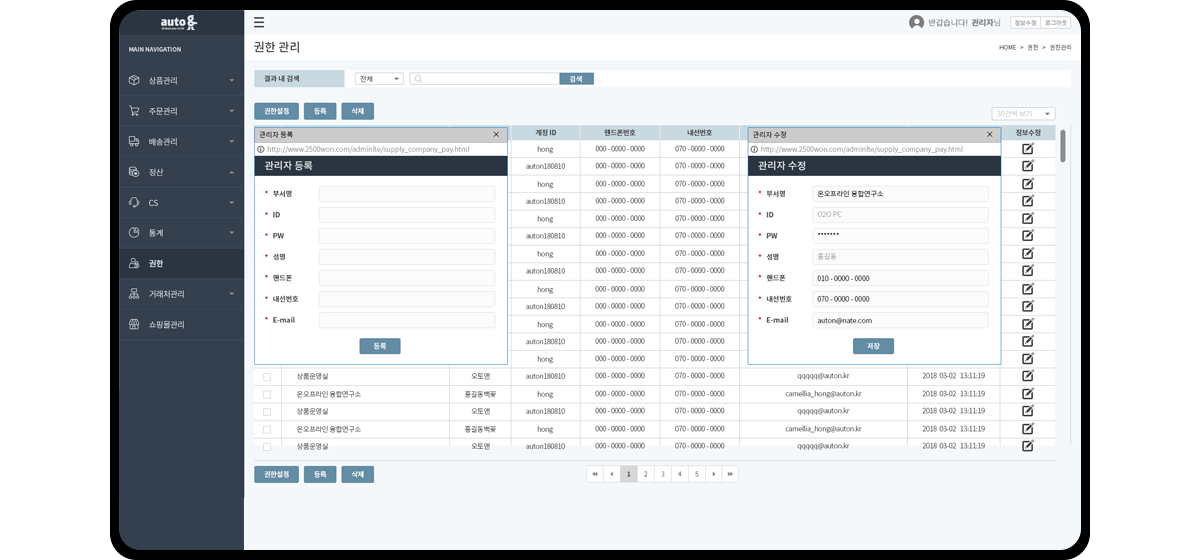 auto
반갑습니다! 관리자님 정보수정 로그아웃
MAIN NAVIGATION
상품관리
주문관리
배송관리
정산
CS
통계
권한
거래처관리
쇼핑몰관리
권한 관리
HOME > 권한 > 권한관리
결과 내 검색 전체 검색
권한설정 등록 삭제
30건씩 보기
계정 ID 핸드폰번호 내선번호 정보수정
관리자 등록
http://www.2500won.com/adminlte/supply_company_pay.html
관리자 등록
* 부서명
* ID
* PW
* 성명
* 핸드폰
* 내선번호
* E-mail
등록
hong 000 - 0000 - 0000 070 - 0000 - 0000
auton180810 000 - 0000 - 0000 070 - 0000 - 0000
hong 000 - 0000 - 0000 070 - 0000 - 0000
auton180810 000 - 0000 - 0000 070 - 0000 - 0000
hong 000 - 0000 - 0000 070 - 0000 - 0000
auton180810 000 - 0000 - 0000 070 - 0000 - 0000
hong 000 - 0000 - 0000 070 - 0000 - 0000
auton180810 000 - 0000 - 0000 070 - 0000 - 0000
hong 000 - 0000 - 0000 070 - 0000 - 0000
auton180810 000 - 0000 - 0000 070 - 0000 - 0000
hong 000 - 0000 - 0000 070 - 0000 - 0000
auton180810 000 - 0000 - 0000 070 - 0000 - 0000
hong 000 - 0000 - 0000 070 - 0000 - 0000
관리자 수정
http://www.2500won.com/adminlte/supply_company_pay.html
관리자 수정
* 부서명 온오프라인 융합연구소
* ID O2O PC
* PW *******
* 성명 홍길동
* 핸드폰 010 - 0000 - 0000
* 내선번호 070 - 0000 - 0000
* E-mail auton@nate.com
저장
상품운영실 오토앤 auton180810 000 - 0000 - 0000 070 - 0000 - 0000 qqqqq@auton.kr 2018 03-02 13:11:19
온오프라인 융합연구소 홍길동백꽃 hong 000 - 0000 - 0000 070 - 0000 - 0000 camellia_hong@auton.kr 2018 03-02 13:11:19
상품운영실 오토앤 auton180810 000 - 0000 - 0000 070 - 0000 - 0000 qqqqq@auton.kr 2018 03-02 13:11:19
온오프라인 융합연구소 홍길동백꽃 hong 000 - 0000 - 0000 070 - 0000 - 0000 camellia_hong@auton.kr 2018 03-02 13:11:19
상품운영실 오토앤 auton180810 000 - 0000 - 0000 070 - 0000 - 0000 qqqqq@auton.kr 2018 03-02 13:11:19
권한설정 등록 삭제
1 2 3 4 5